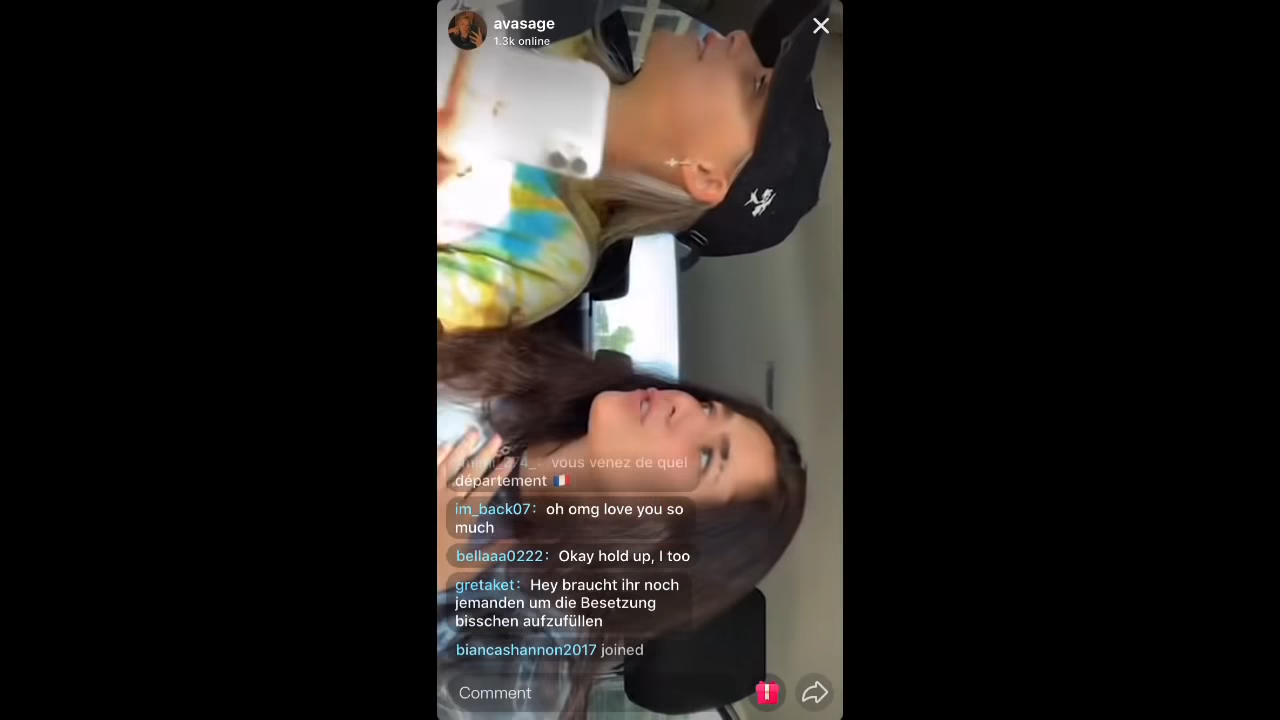 avasage
1.3k online
vous venez de quel
département
im_back07: oh omg love you so
much
bellaaa0222: Okay hold up, I too
gretaket: Hey braucht ihr noch
jemanden um die Besetzung
bisschen aufzufüllen
biancashannon2017 joined
Comment